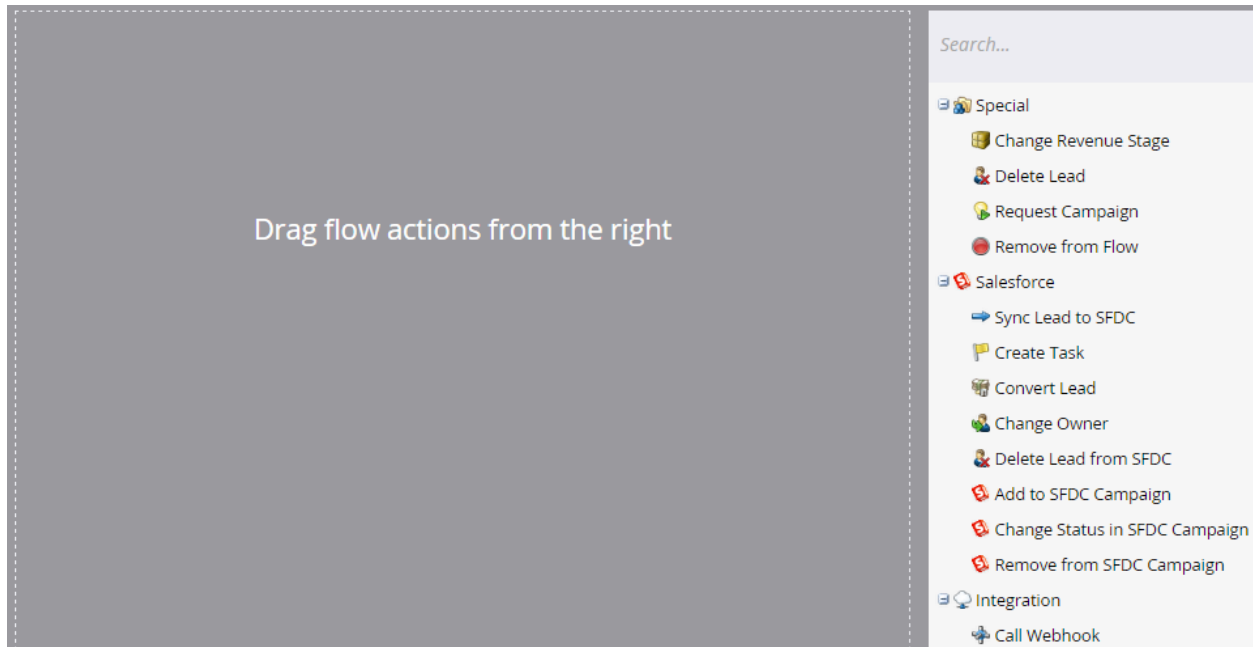 Drag flow actions from the right
Search...
Special
Change Revenue Stage
Delete Lead
Request Campaign
Remove from Flow
Salesforce
Sync Lead to SFDC
Create Task
Convert Lead
Change Owner
Delete Lead from SFDC
Add to SFDC Campaign
Change Status in SFDC Campaign
Remove from SFDC Campaign
Integration
Call Webhook